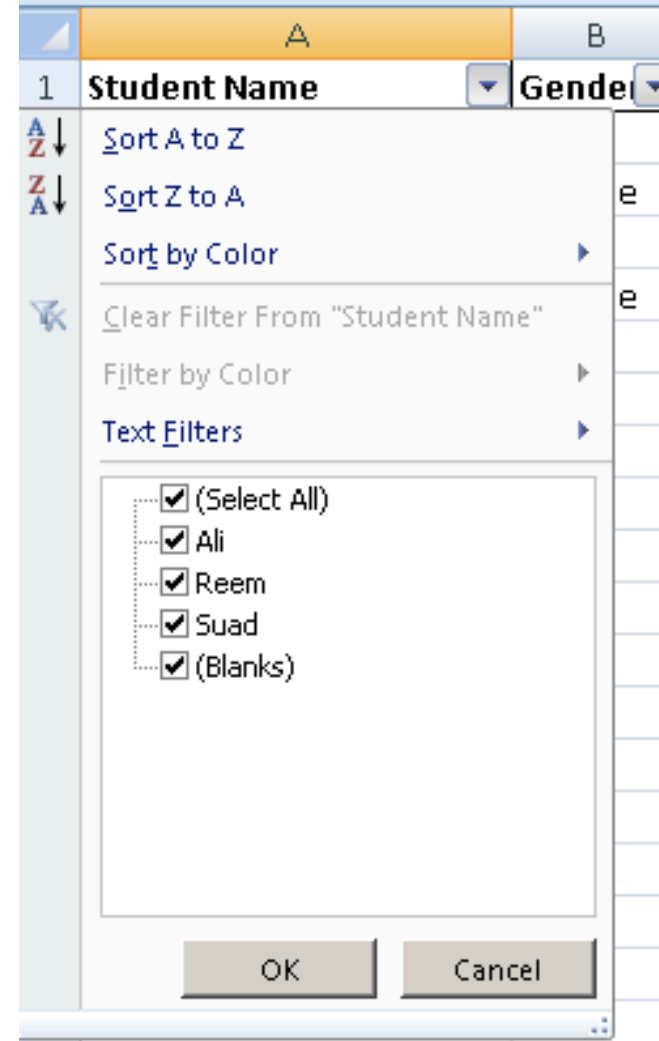 A B
1 Student Name Gender
A Z Sort A to Z
Z A Sort Z to A
e
Sort by Color
e
Clear Filter From "Student Name"
Filter by Color
Text Filters
(Select All)
Ali
Reem
Suad
(Blanks)
OK Cancel